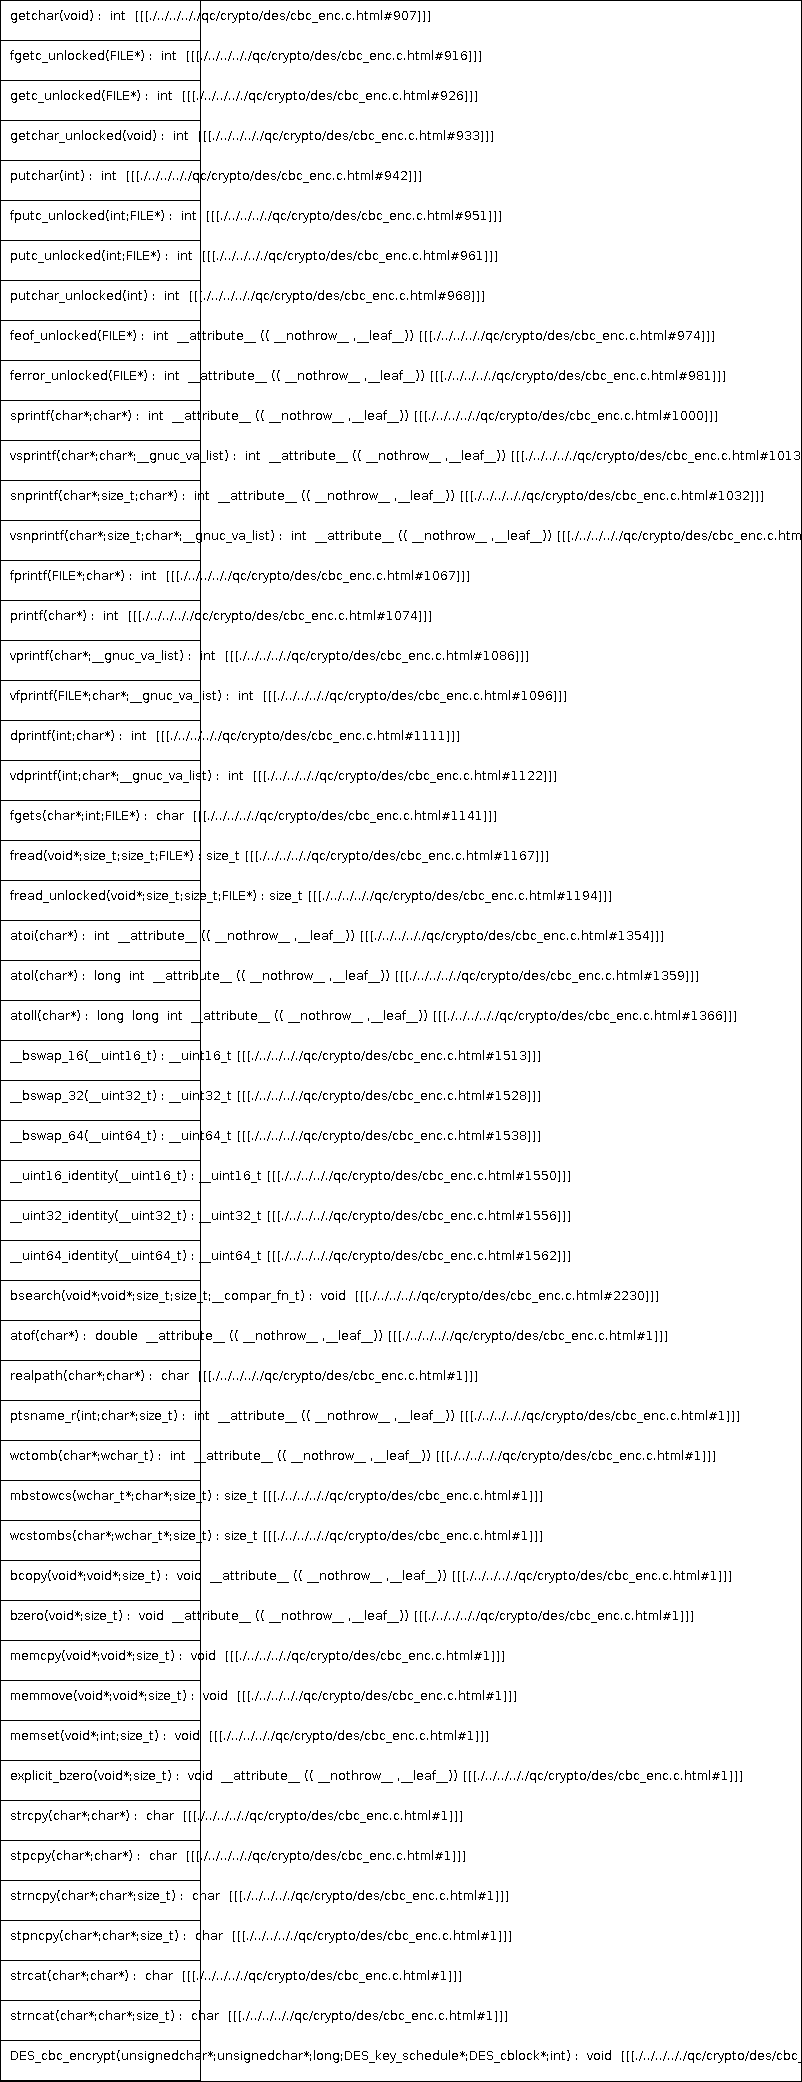 getchar(void) : int [[[./../../.././qc/crypto/des/cbc_enc.c.html#907]]]
fgetc_unlocked(FILE*) : int [[[./../../.././qc/crypto/des/cbc_enc.c.html#916]]]
getc_unlocked(FILE*) : int [[[./../../.././qc/crypto/des/cbc_enc.c.html#926]]]
getchar_unlocked(void) : int [[[./../../.././qc/crypto/des/cbc_enc.c.html#933]]]
putchar(int) : int [[[./../../.././qc/crypto/des/cbc_enc.c.html#942]]]
fputc_unlocked(int;FILE*) : int [[[./../../.././qc/crypto/des/cbc_enc.c.html#951]]]
putc_unlocked(int;FILE*) : int [[[./../../.././qc/crypto/des/cbc_enc.c.html#961]]]
putchar_unlocked(int) : int [[[./../../.././qc/crypto/des/cbc_enc.c.html#968]]]
feof_unlocked(FILE*) : int __attribute__ (( __nothrow__ ,__leaf__)) [[[./../../.././qc/crypto/des/cbc_enc.c.html#974]]]
ferror_unlocked(FILE*) : int __attribute__ (( __nothrow__ ,__leaf__)) [[[./../../.././qc/crypto/des/cbc_enc.c.html#981]]]
sprintf(char*;char*) : int __attribute__ (( __nothrow__ ,__leaf__)) [[[./../../.././qc/crypto/des/cbc_enc.c.html#1000]]]
vsprintf(char*;char*;__gnuc_va_list) : int __attribute__ (( __nothrow__ ,__leaf__)) [[[./../../.././qc/crypto/des/cbc_enc.c.html#1013
snprintf(char*;size_t;char*) : int __attribute__ (( __nothrow__ ,__leaf__)) [[[./../../.././qc/crypto/des/cbc_enc.c.html#1032]]]
vsnprintf(char*;size_t;char*;__gnuc_va_list) : int __attribute__ (( __nothrow__ ,__leaf__)) [[[./../../.././qc/crypto/des/cbc_enc.c.htm
fprintf(FILE*;char*) : int [[[./../../.././qc/crypto/des/cbc_enc.c.html#1067]]]
printf(char*) : int [[[./../../.././qc/crypto/des/cbc_enc.c.html#1074]]]
vprintf(char*;__gnuc_va_list) : int [[[./../../.././qc/crypto/des/cbc_enc.c.html#1086]]]
vfprintf(FILE*;char*;__gnuc_va_list) : int [[[./../../.././qc/crypto/des/cbc_enc.c.html#1096]]]
dprintf(int;char*) : int [[[./../../.././qc/crypto/des/cbc_enc.c.html#1111]]]
vdprintf(int;char*;__gnuc_va_list) : int [[[./../../.././qc/crypto/des/cbc_enc.c.html#1122]]]
fgets(char*;int;FILE*) : char [[[./../../.././qc/crypto/des/cbc_enc.c.html#1141]]]
fread(void*;size_t;size_t;FILE*) : size_t [[[./../../.././qc/crypto/des/cbc_enc.c.html#1167]]]
fread_unlocked(void*;size_t;size_t;FILE*) : size_t [[[./../../.././qc/crypto/des/cbc_enc.c.html#1194]]]
atoi(char*) : int __attribute__ (( __nothrow__ ,__leaf__)) [[[./../../.././qc/crypto/des/cbc_enc.c.html#1354]]]
atol(char*) : long int __attribute__ (( __nothrow__ ,__leaf__)) [[[./../../.././qc/crypto/des/cbc_enc.c.html#1359]]]
atoll(char*) : long long int __attribute__ (( __nothrow__ ,__leaf__)) [[[./../../.././qc/crypto/des/cbc_enc.c.html#1366]]]
__bswap_16(__uint16_t) : __uint16_t [[[./../../.././qc/crypto/des/cbc_enc.c.html#1513]]]
__bswap_32(__uint32_t) : __uint32_t [[[./../../.././qc/crypto/des/cbc_enc.c.html#1528]]]
__bswap_64(__uint64_t) : __uint64_t [[[./../../.././qc/crypto/des/cbc_enc.c.html#1538]]]
__uint16_identity(__uint16_t) : __uint16_t [[[./../../.././qc/crypto/des/cbc_enc.c.html#1550]]]
__uint32_identity(__uint32_t) : __uint32_t [[[./../../.././qc/crypto/des/cbc_enc.c.html#1556]]]
__uint64_identity(__uint64_t) : __uint64_t [[[./../../.././qc/crypto/des/cbc_enc.c.html#1562]]]
bsearch(void*;void*;size_t;size_t;__compar_fn_t) : void [[[./../../.././qc/crypto/des/cbc_enc.c.html#2230]]]
atof(char*) : double __attribute__ (( __nothrow__ ,__leaf__)) [[[./../../.././qc/crypto/des/cbc_enc.c.html#1]]]
realpath(char*;char*) : char [[[./../../.././qc/crypto/des/cbc_enc.c.html#1]]]
ptsname_r(int;char*;size_t) : int __attribute__ (( __nothrow__ ,__leaf__)) [[[./../../.././qc/crypto/des/cbc_enc.c.html#1]]]
wctomb(char*;wchar_t) : int __attribute__ (( __nothrow__ ,__leaf__)) [[[./../../.././qc/crypto/des/cbc_enc.c.html#1]]]
mbstowcs(wchar_t*;char*;size_t) : size_t [[[./../../.././qc/crypto/des/cbc_enc.c.html#1]]]
wcstombs(char*;wchar_t*;size_t) : size_t [[[./../../.././qc/crypto/des/cbc_enc.c.html#1]]]
bcopy(void*;void*;size_t) : void __attribute__ (( __nothrow__ ,__leaf__)) [[[./../../.././qc/crypto/des/cbc_enc.c.html#1]]]
bzero(void*;size_t) : void __attribute__ (( __nothrow__ ,__leaf__)) [[[./../../.././qc/crypto/des/cbc_enc.c.html#1]]]
memcpy(void*;void*;size_t) : void [[[./../../.././qc/crypto/des/cbc_enc.c.html#1]]]
memmove(void*;void*;size_t) : void [[[./../../.././qc/crypto/des/cbc_enc.c.html#1]]]
memset(void*;int;size_t) : void [[[./../../.././qc/crypto/des/cbc_enc.c.html#1]]]
explicit_bzero(void*;size_t) : void __attribute__ (( __nothrow__ ,__leaf__)) [[[./../../.././qc/crypto/des/cbc_enc.c.html#1]]]
strcpy(char*;char*) : char [[[./../../.././qc/crypto/des/cbc_enc.c.html#1]]]
stpcpy(char*;char*) : char [[[./../../.././qc/crypto/des/cbc_enc.c.html#1]]]
strncpy(char*;char*;size_t) : char [[[./../../.././qc/crypto/des/cbc_enc.c.html#1]]]
stpncpy(char*;char*;size_t) : char [[[./../../.././qc/crypto/des/cbc_enc.c.html#1]]]
strcat(char*;char*) : char [[[./../../.././qc/crypto/des/cbc_enc.c.html#1]]]
strncat(char*;char*;size_t) : char [[[./../../.././qc/crypto/des/cbc_enc.c.html#1]]]
DES_cbc_encrypt(unsignedchar*;unsignedchar*;long;DES_key_schedule*;DES_cblock*;int) : void [[[./../../.././qc/crypto/des/cbc_